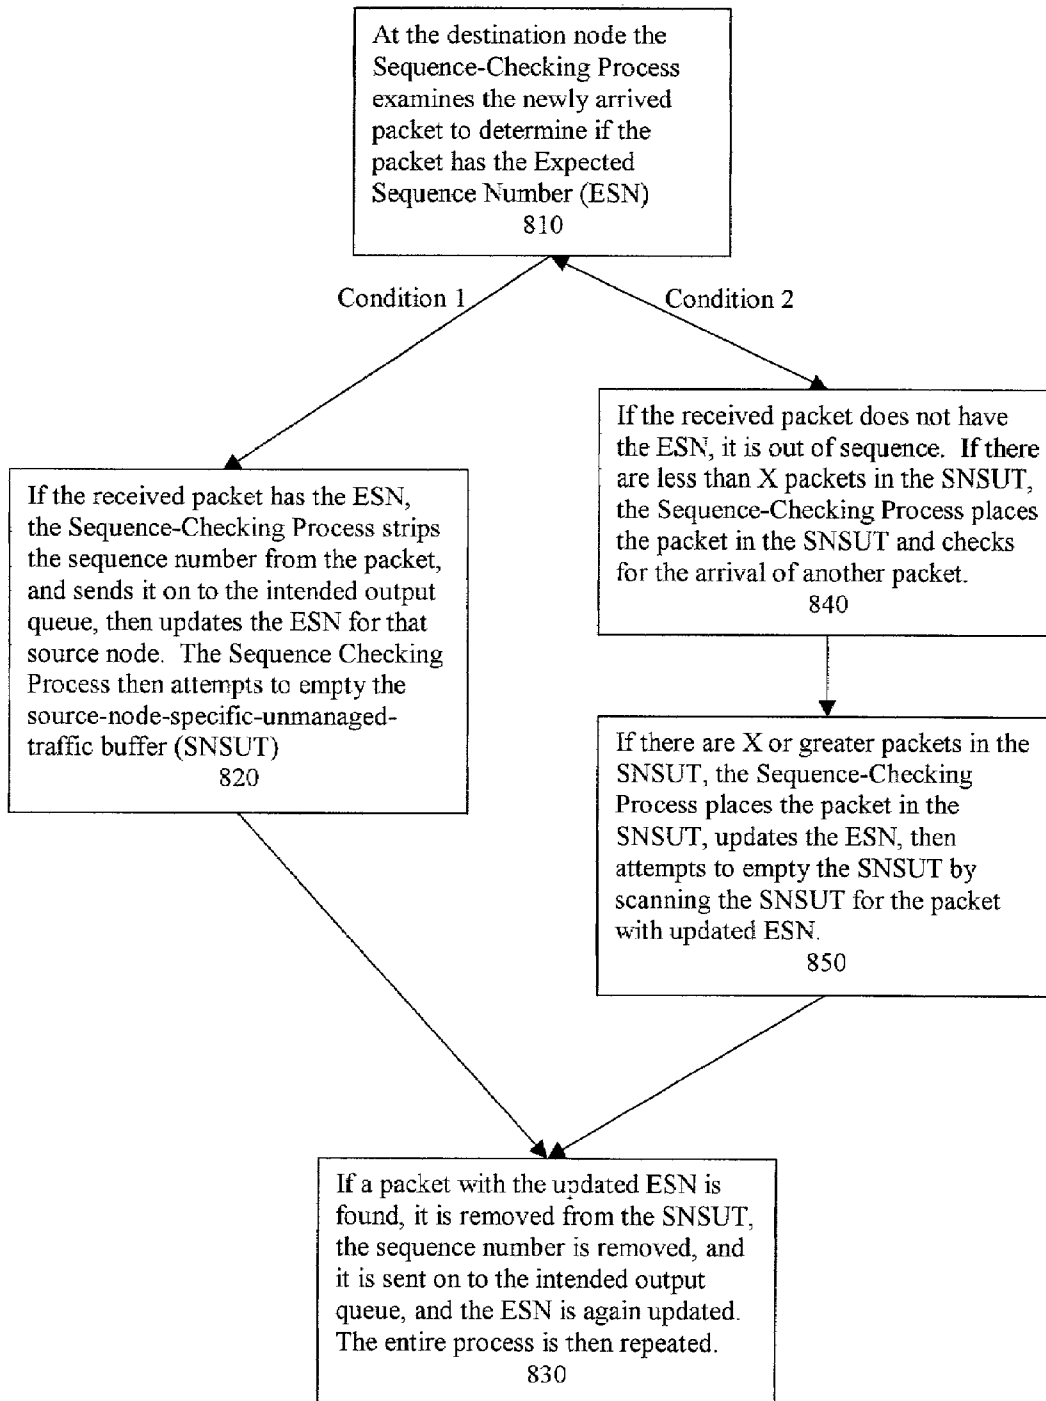 At the destination node the
Sequence-Checking Process
examines the newly arrived
packet to determine if the
packet has the Expected
Sequence Number (ESN)
810
Condition 1
Condition 2
If the received packet does not have
the ESN, it is out of sequence. If there
are less than X packets in the SNSUT,
the Sequence-Checking Process places
the packet in the SNSUT and checks
for the arrival of another packet.
840
If the received packet has the ESN,
the Sequence-Checking Process strips
the sequence number from the packet,
and sends it on to the intended output
queue, then updates the ESN for that
source node. The Sequence Checking
Process then attempts to empty the
source-node-specific-unmanaged-
traffic buffer (SNSUT)
820
If there are X or greater packets in the
SNSUT, the Sequence-Checking
Process places the packet in the
SNSUT, updates the ESN, then
attempts to empty the SNSUT by
scanning the SNSUT for the packet
with updated ESN.
850
If a packet with the updated ESN is
found, it is removed from the SNSUT,
the sequence number is removed, and
it is sent on to the intended output
queue, and the ESN is again updated.
The entire process is then repeated.
830